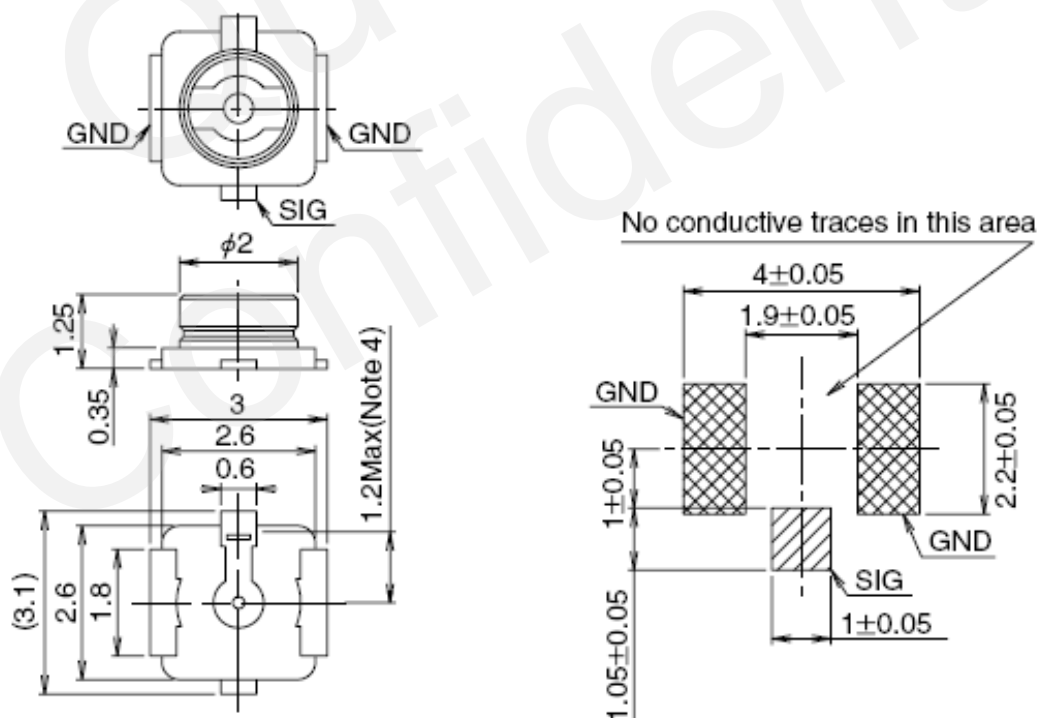 GND
GND
SIG
ϕ2
1.25
0.35
3
2.6
0.6
1.2Max(Note 4)
(3.1)
2.6
1.8
No conductive traces in this area
4±0.05
1.9±0.05
GND
1±0.05
2.2±0.05
GND
SIG
1±0.05
1.05±0.05
Confident